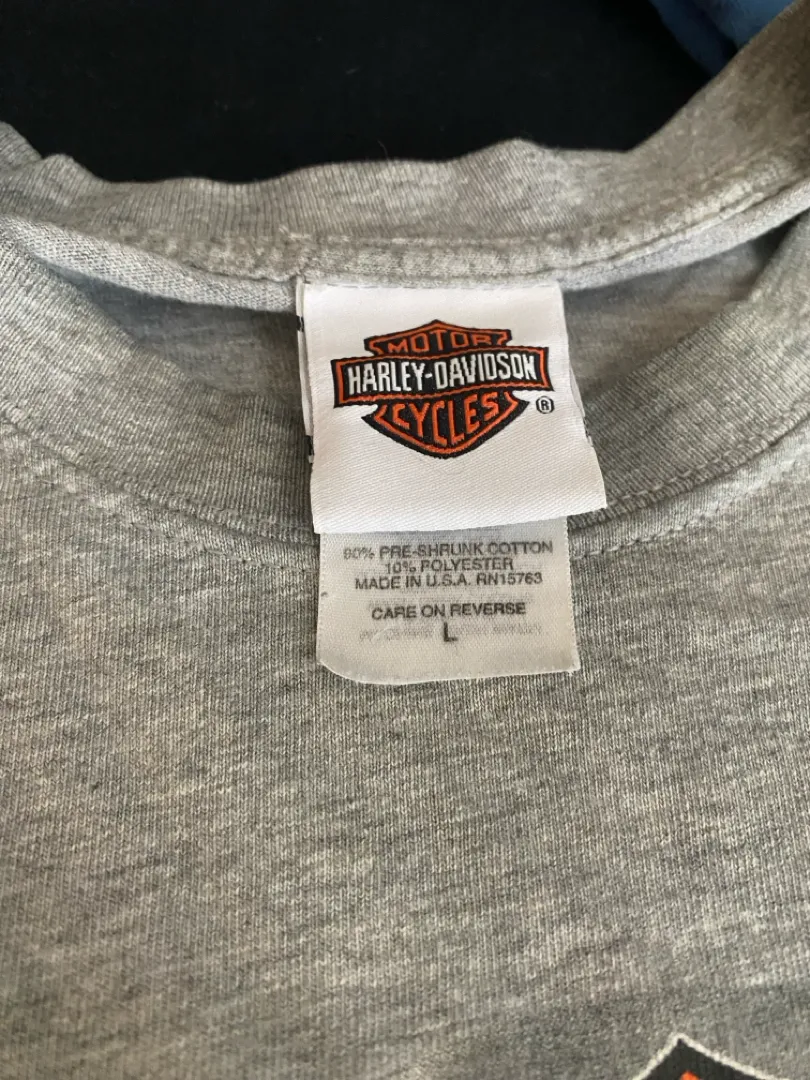 MOTOR
HARLEY-DAVIDSON
CYCLES
®
90% PRE-SHRUNK COTTON
10% POLYESTER
MADE IN U.S.A. RN15763
CARE ON REVERSE
L